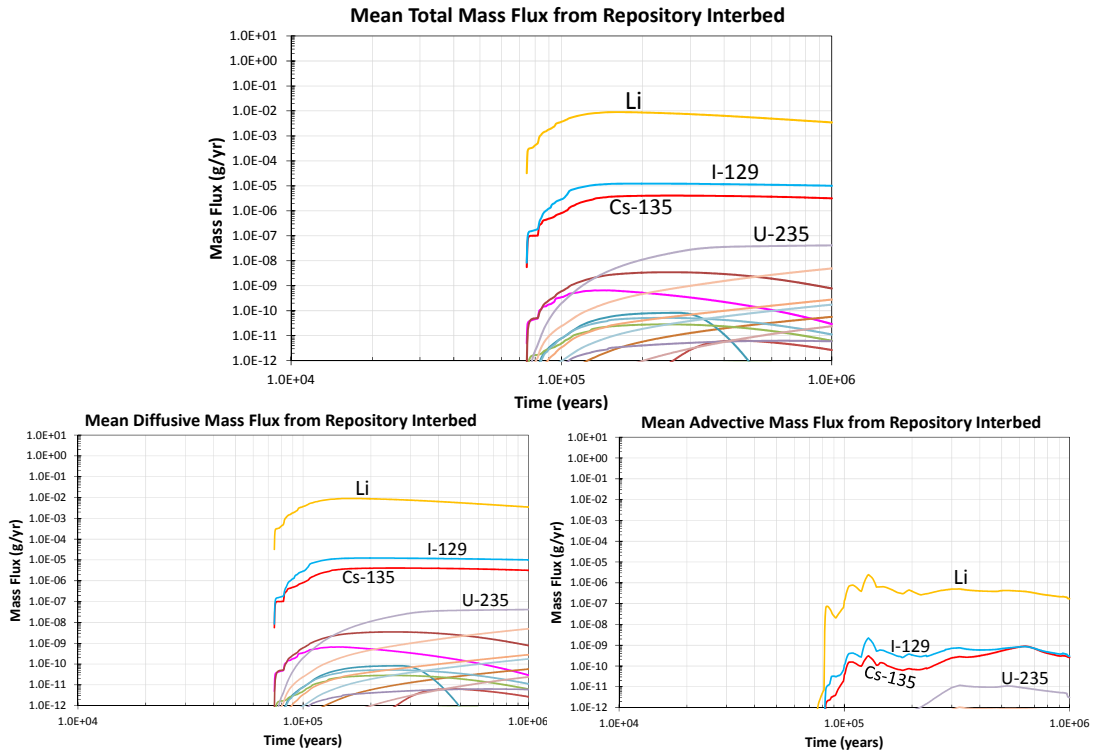 Mean Total Mass Flux from Repository Interbed
Mass Flux (g/yr)
1.0E+01
1.0E+00
1.0E-01
1.0E-02
1.0E-03
1.0E-04
1.0E-05
1.0E-06
1.0E-07
1.0E-08
1.0E-09
1.0E-10
1.0E-11
1.0E-12
Li
I-129
Cs-135
U-235
1.0E+04 1.0E+05 1.0E+06
Time (years)
Mean Diffusive Mass Flux from Repository Interbed
Mass Flux (g/yr)
1.0E+01
1.0E+00
1.0E-01
1.0E-02
1.0E-03
1.0E-04
1.0E-05
1.0E-06
1.0E-07
1.0E-08
1.0E-09
1.0E-10
1.0E-11
1.0E-12
Li
I-129
Cs-135
U-235
1.0E+04 1.0E+05 1.0E+06
Time (years)
Mean Advective Mass Flux from Repository Interbed
Mass Flux (g/yr)
1.0E+01
1.0E+00
1.0E-01
1.0E-02
1.0E-03
1.0E-04
1.0E-05
1.0E-06
1.0E-07
1.0E-08
1.0E-09
1.0E-10
1.0E-11
1.0E-12
Li
I-129
Cs-135
U-235
1.0E+04 1.0E+05 1.0E+06
Time (years)